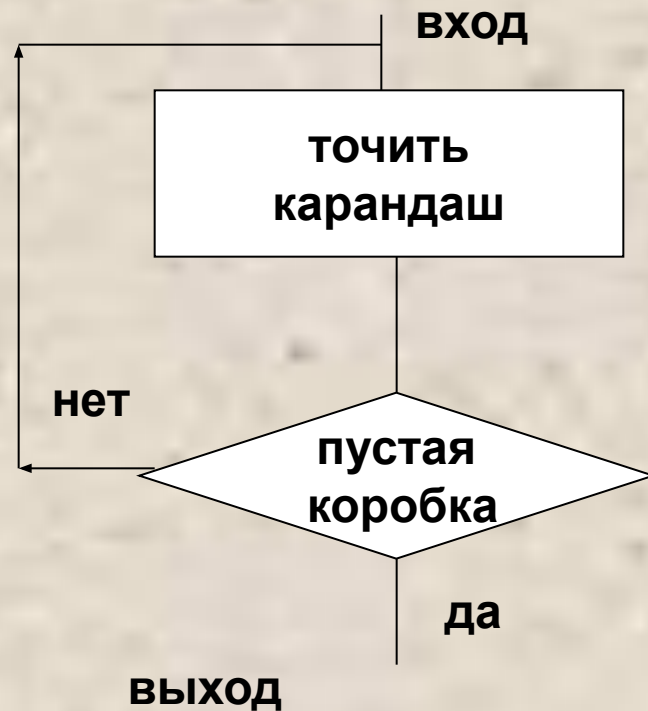 вход
точить
карандаш
нет
пустая
коробка
да
выход